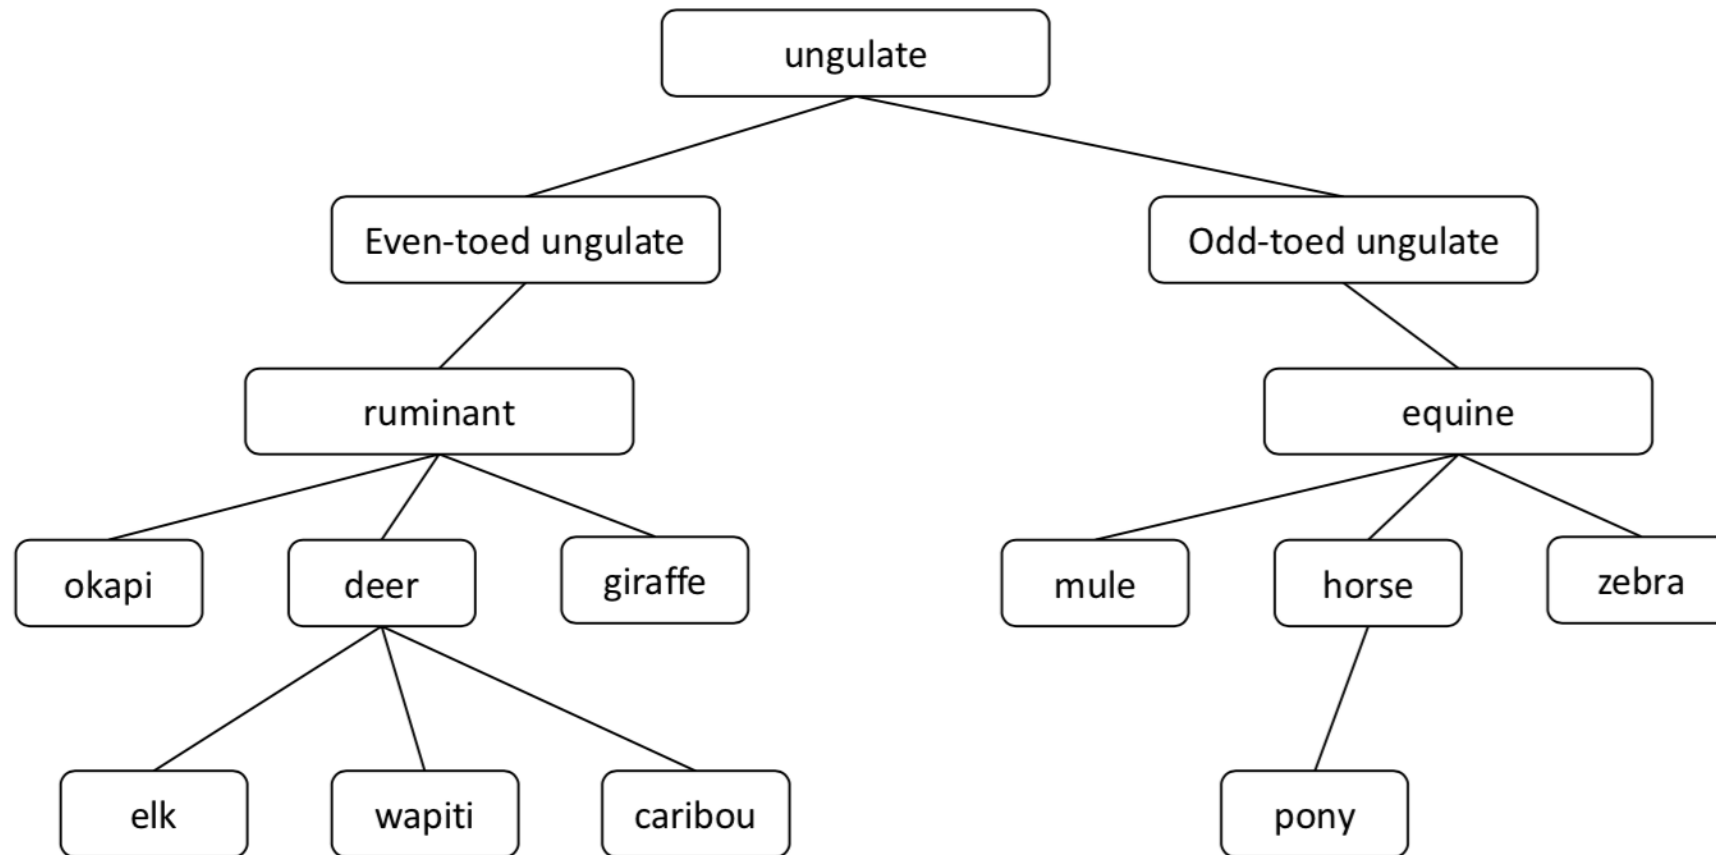 ungulate
Even-toed ungulate
Odd-toed ungulate
ruminant
equine
okapi
deer
giraffe
mule
horse
zebra
elk
wapiti
caribou
pony